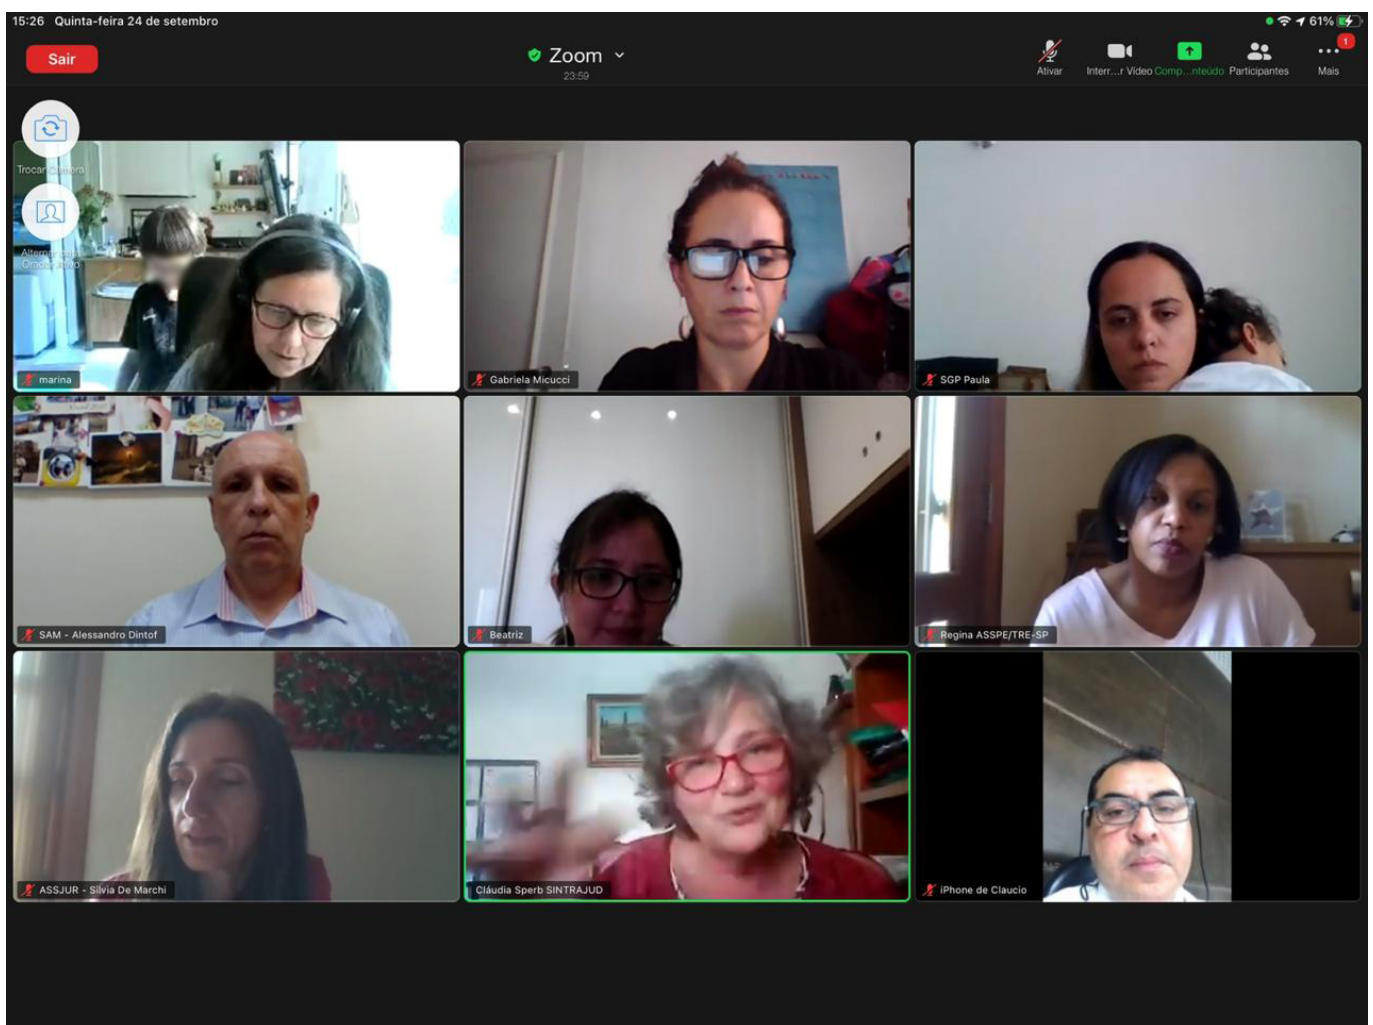 15:26 Quinta-feira 24 de setembro
61%
Sair
Zoom
23:59
Ativar
Interr...r Vídeo
Comp...nteúdo
Participantes
1
Mais
marina
Gabriela Micucci
SGP Paula
SAM - Alessandro Dintof
Beatriz
Regina ASSPE/TRE-SP
ASSJUR - Silvia De Marchi
Cláudia Sperb SINTRAJUD
iPhone de Claucio